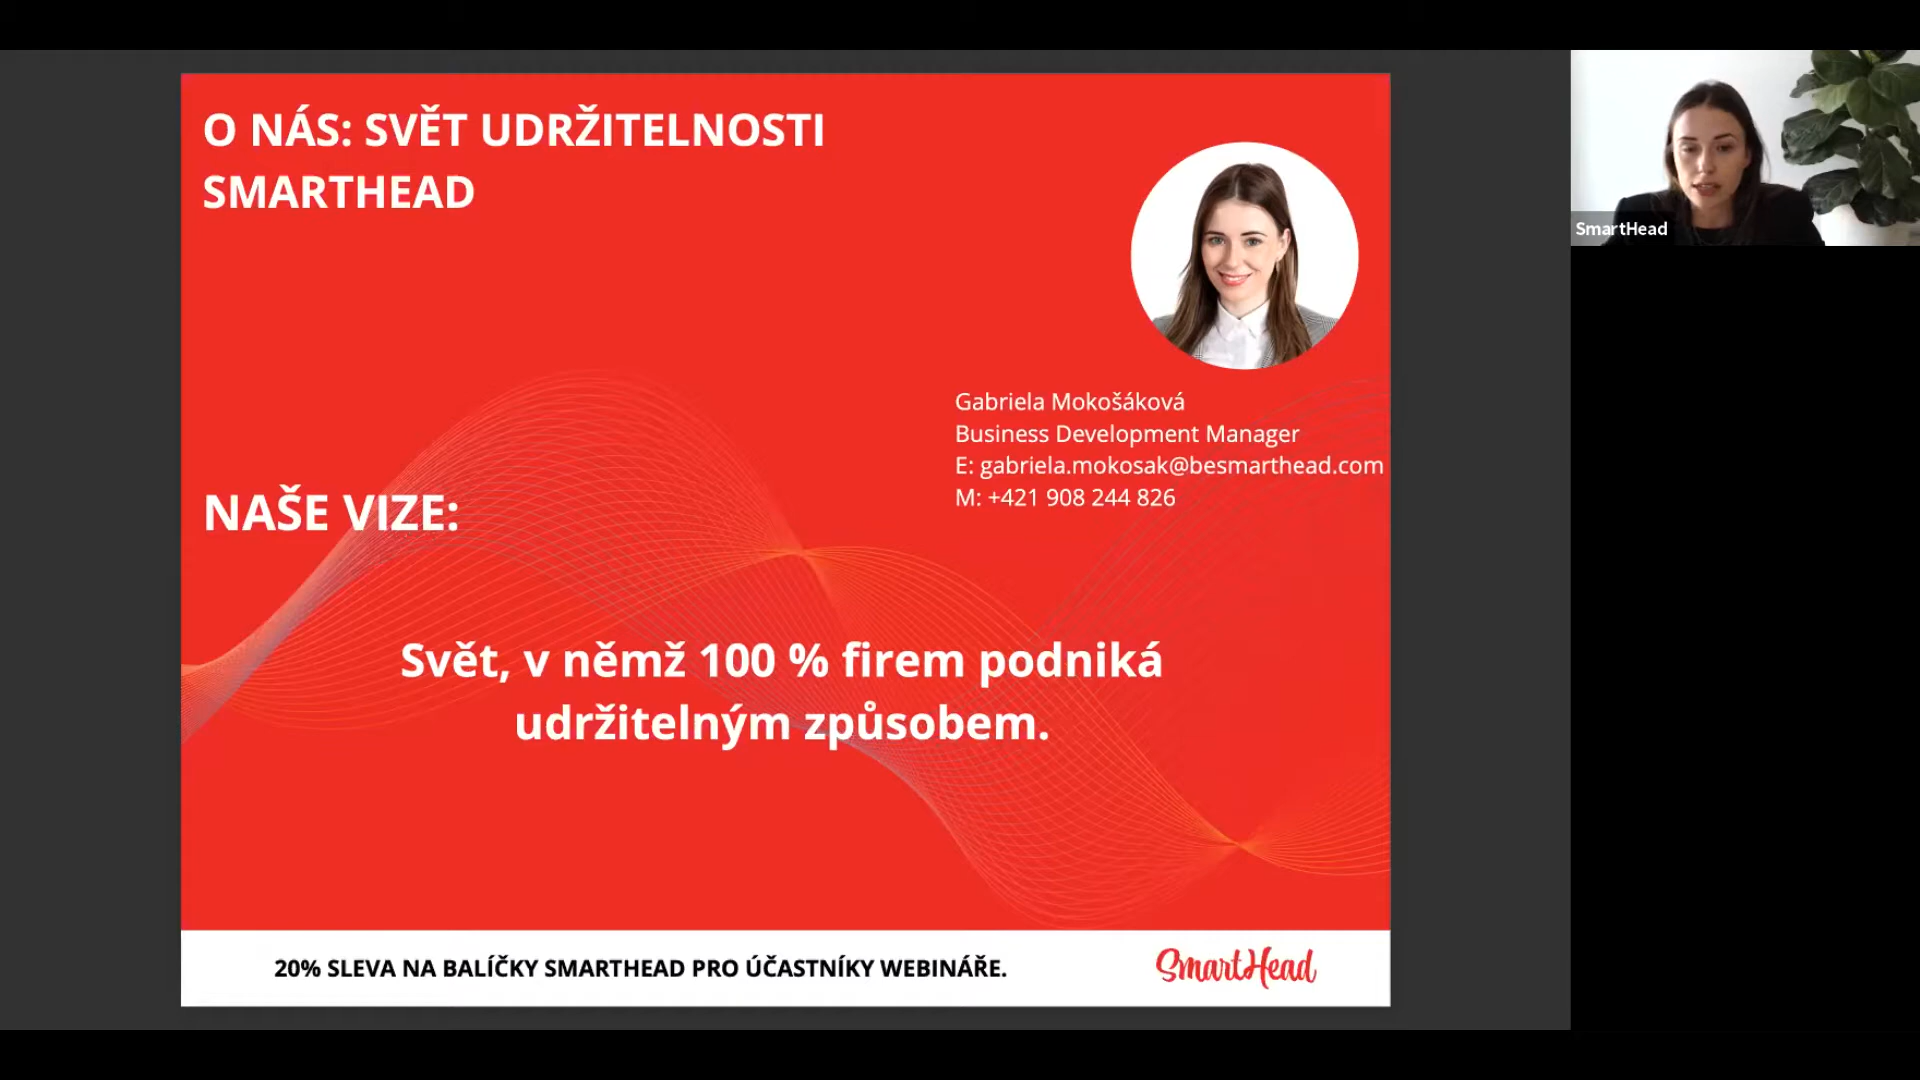 O NÁS: SVĚT UDRŽITELNOSTI
SMARTHEAD
SmartHead
Gabriela Mokošáková
Business Development Manager
E: gabriela.mokosak@besmarthead.com
M: +421 908 244 826
NAŠE VIZE:
Svět, v němž 100 % firem podniká
udržitelným způsobem.
20% SLEVA NA BALÍČKY SMARTHEAD PRO ÚČASTNÍKY WEBINÁŘE.
SmartHead